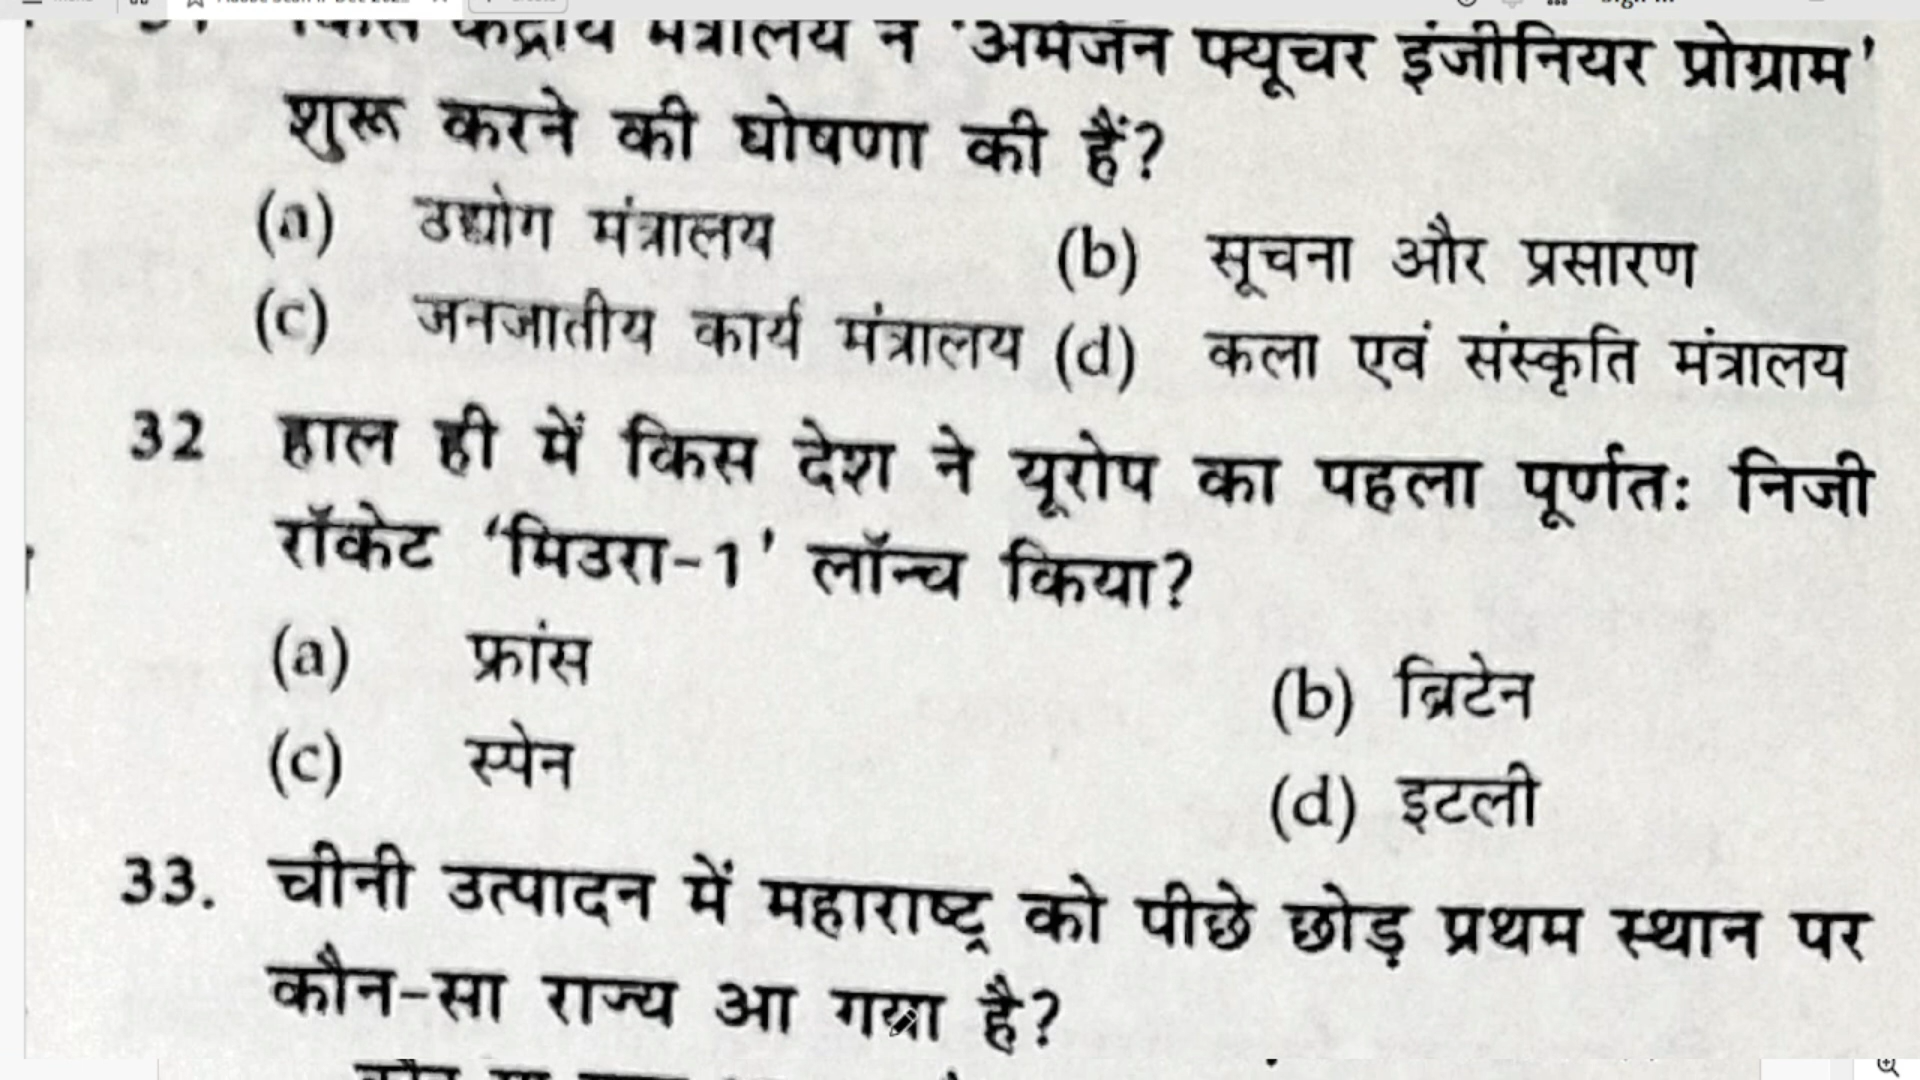 किस केंद्रीय मंत्रालय ने 'अमेजन फ्यूचर इंजीनियर प्रोग्राम'
शुरू करने की घोषणा की हैं?
(a) उद्योग मंत्रालय (b) सूचना और प्रसारण
(c) जनजातीय कार्य मंत्रालय (d) कला एवं संस्कृति मंत्रालय
32 हाल ही में किस देश ने यूरोप का पहला पूर्णतः निजी
रॉकेट 'मिउरा-1' लॉन्च किया?
(a) फ्रांस (b) ब्रिटेन
(c) स्पेन (d) इटली
33. चीनी उत्पादन में महाराष्ट्र को पीछे छोड़ प्रथम स्थान पर
कौन-सा राज्य आ गया है?